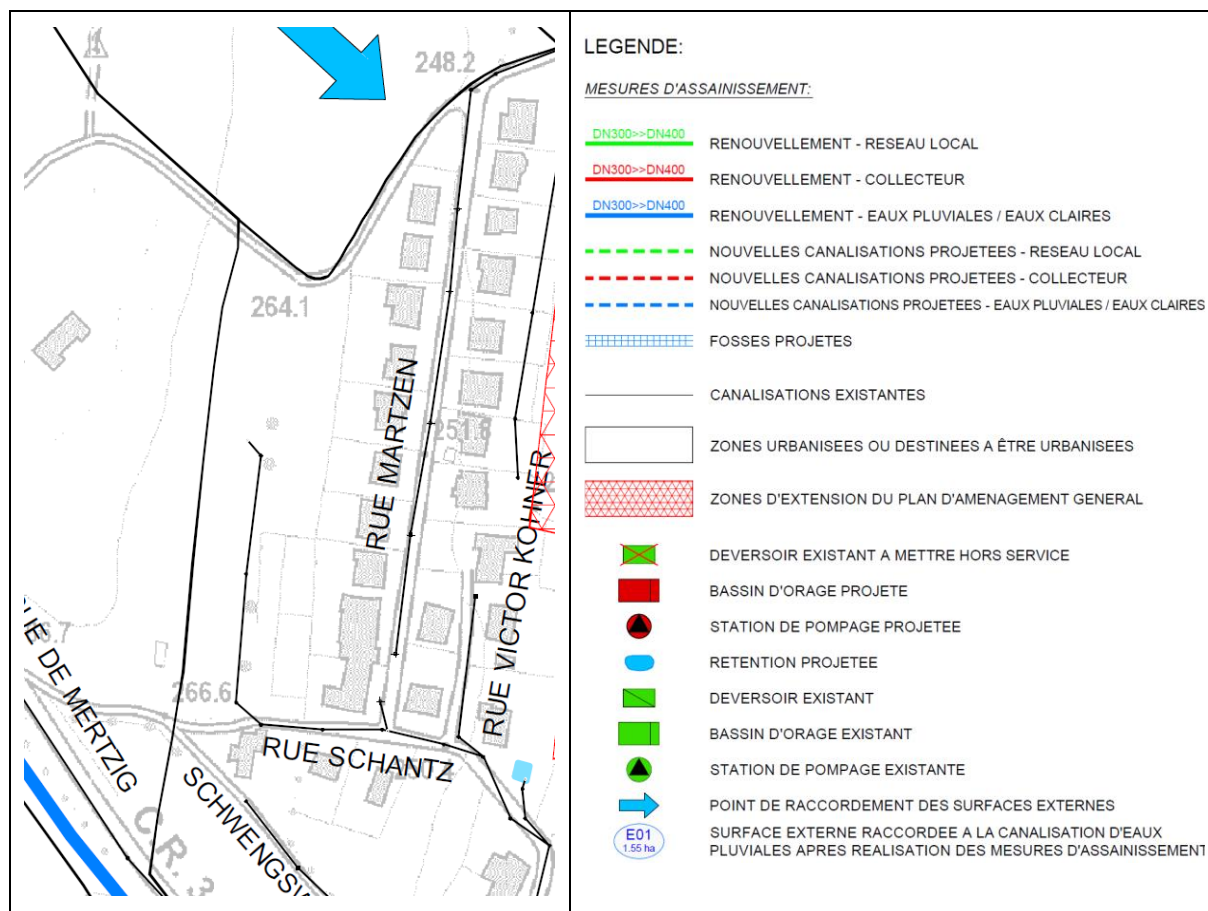 248.2
264.1
RUE MARTZEN
251.8
RUE VICTOR KOHNER
266.6
RUE SCHANTZ
DE MERTZIG
C R. 3
LEGENDE:
MESURES D'ASSAINISSEMENT:
DN300>>DN400
RENOUVELLEMENT - RESEAU LOCAL
DN300>>DN400
RENOUVELLEMENT - COLLECTEUR
DN300>>DN400
RENOUVELLEMENT - EAUX PLUVIALES / EAUX CLAIRES
NOUVELLES CANALISATIONS PROJETEES - RESEAU LOCAL
NOUVELLES CANALISATIONS PROJETEES - COLLECTEUR
NOUVELLES CANALISATIONS PROJETEES - EAUX PLUVIALES / EAUX CLAIRES
FOSSES PROJETES
CANALISATIONS EXISTANTES
ZONES URBANISEES OU DESTINEES A ÊTRE URBANISEES
ZONES D'EXTENSION DU PLAN D'AMENAGEMENT GENERAL
DEVERSOIR EXISTANT A METTRE HORS SERVICE
BASSIN D'ORAGE PROJETE
STATION DE POMPAGE PROJETEE
RETENTION PROJETEE
DEVERSOIR EXISTANT
BASSIN D'ORAGE EXISTANT
STATION DE POMPAGE EXISTANTE
POINT DE RACCORDEMENT DES SURFACES EXTERNES
E01
1.55 ha
SURFACE EXTERNE RACCORDEE A LA CANALISATION D'EAUX
PLUVIALES APRES REALISATION DES MESURES D'ASSAINISSEMENT